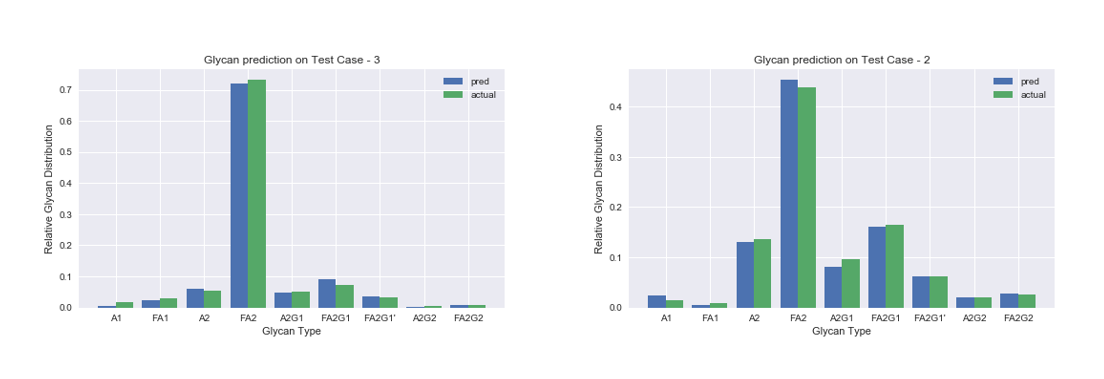 Glycan prediction on Test Case - 3
pred
actual
0.7
0.6
0.5
0.4
0.3
0.2
0.1
0.0
Relative Glycan Distribution
A1 FA1 A2 FA2 A2G1 FA2G1 FA2G1' A2G2 FA2G2
Glycan Type
Glycan prediction on Test Case - 2
pred
actual
0.4
0.3
0.2
0.1
0.0
Relative Glycan Distribution
A1 FA1 A2 FA2 A2G1 FA2G1 FA2G1' A2G2 FA2G2
Glycan Type